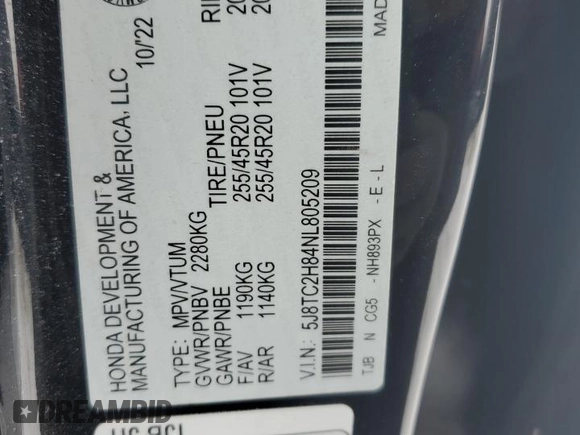 HONDA DEVELOPMENT &
MANUFACTURING OF AMERICA, LLC 10/22
TYPE: MPV/VTUM
GVWR/PNBV 2280KG
GAWR/PNBE TIRE/PNEU
F/AV 1190KG 255/45R20 101V
R/AR 1140KG 255/45R20 101V
V.I.N.: 5J8TC2H84NL805209
TJB N CG5 -NH893PX -E-L
DREAMBID